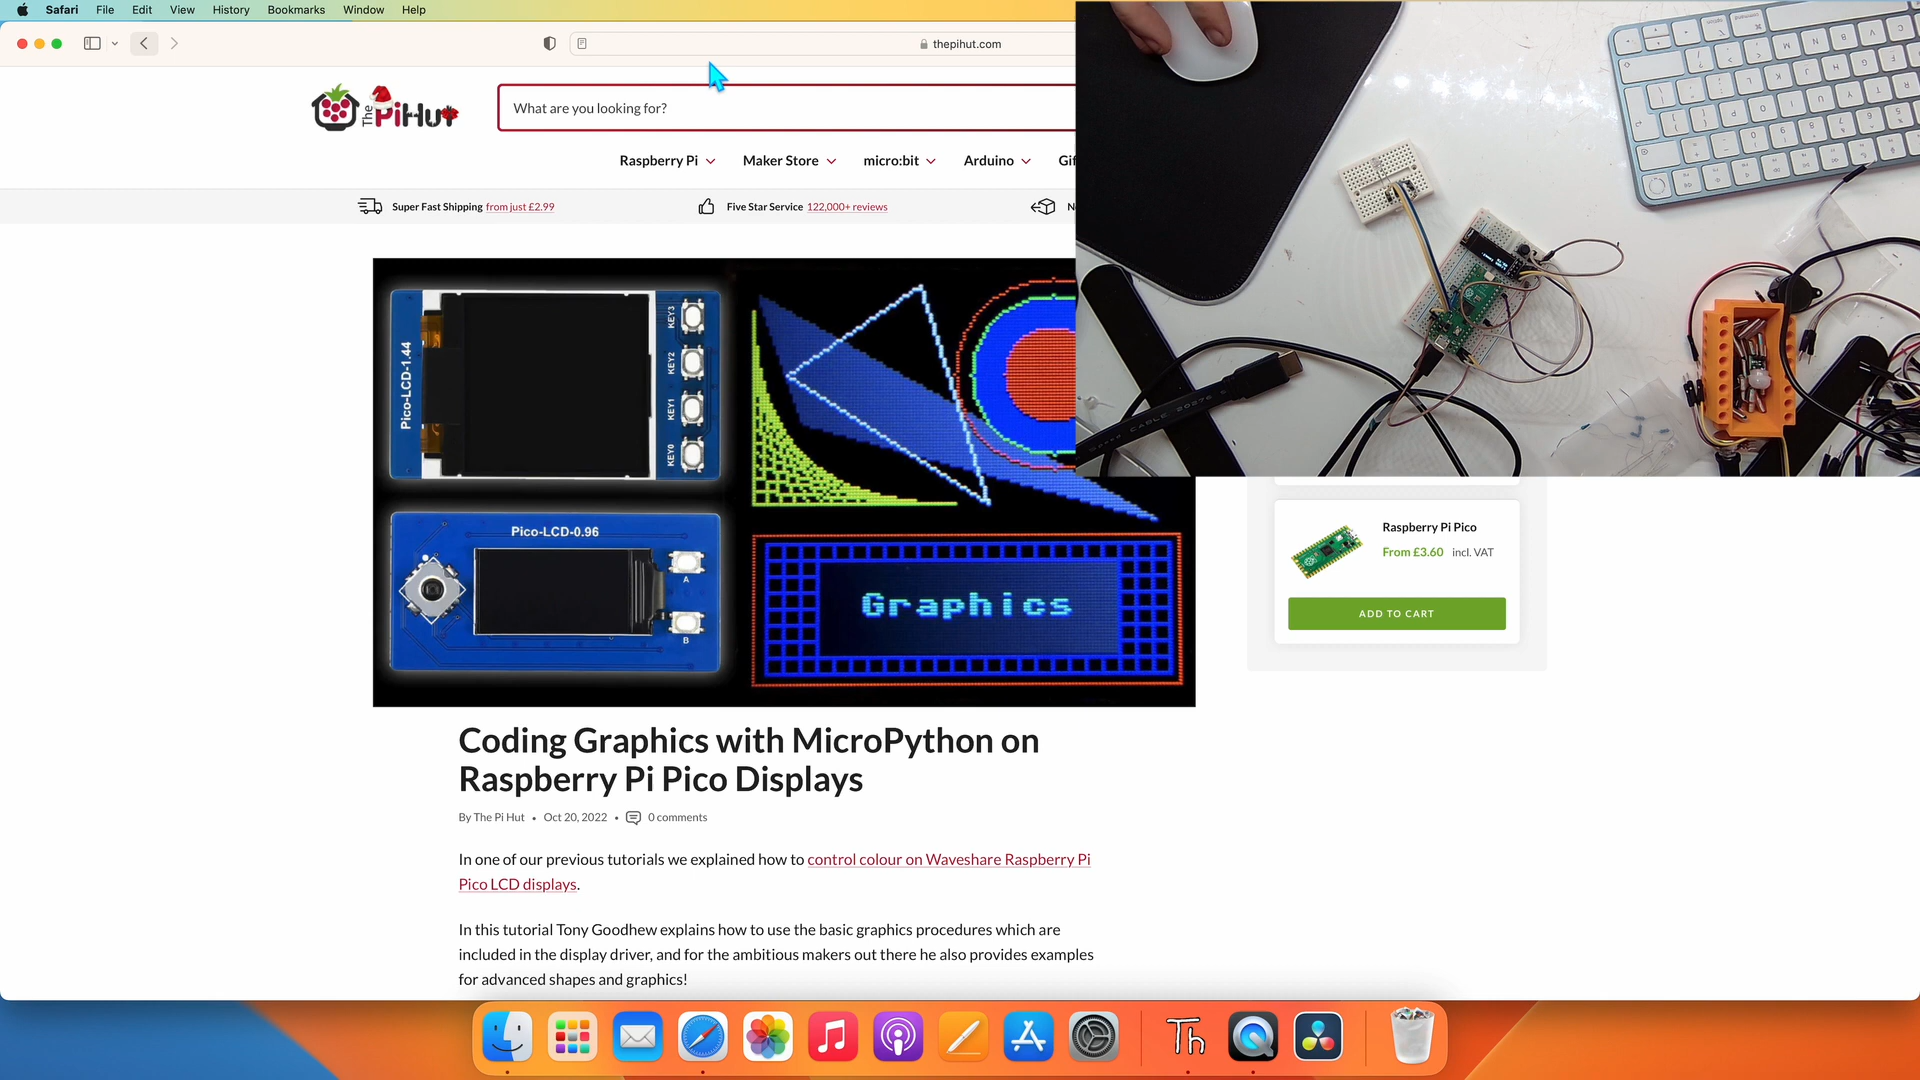 Safari File Edit View History Bookmarks Window Help
thepihut.com
The PiHut
What are you looking for?
Raspberry Pi Maker Store micro:bit Arduino Gif
Super Fast Shipping from just £2.99
Five Star Service 122,000+ reviews
Pico-LCD-1.44
KEY3
KEY2
KEY1
KEY0
Pico-LCD-0.96
A
B
Graphics
CABLE 20276
Raspberry Pi Pico
From £3.60 incl. VAT
ADD TO CART
Coding Graphics with MicroPython on
Raspberry Pi Pico Displays
By The Pi Hut • Oct 20, 2022 • 0 comments
In one of our previous tutorials we explained how to control colour on Waveshare Raspberry Pi
Pico LCD displays.
In this tutorial Tony Goodhew explains how to use the basic graphics procedures which are
included in the display driver, and for the ambitious makers out there he also provides examples
for advanced shapes and graphics!
Th